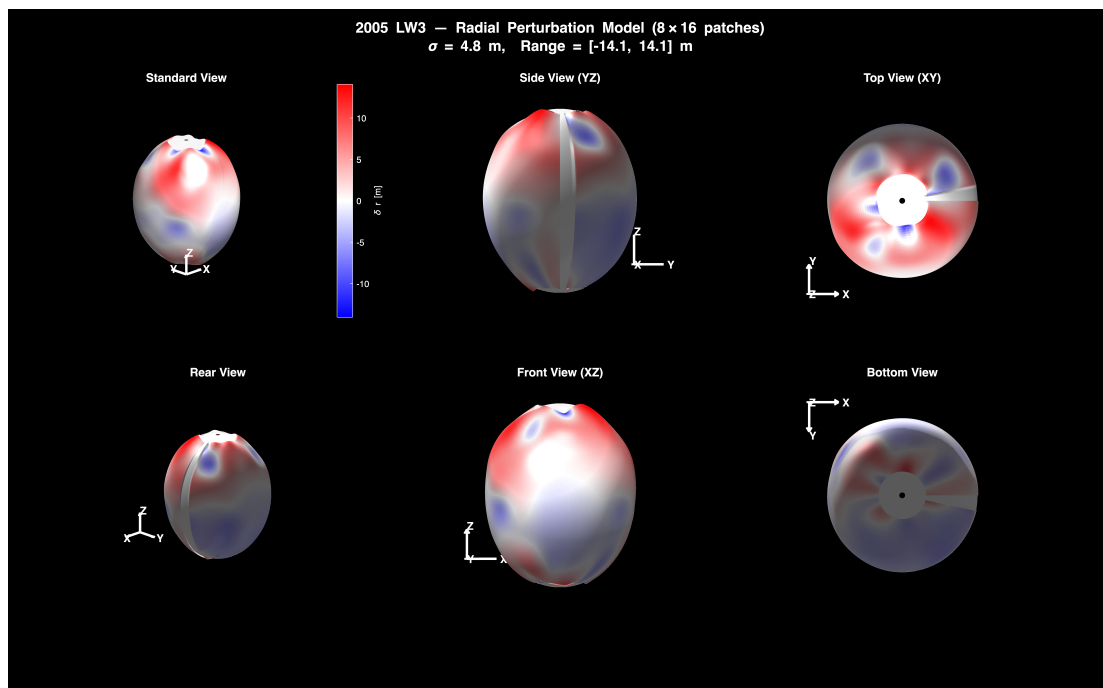 2005 LW3 — Radial Perturbation Model (8 × 16 patches)
σ = 4.8 m, Range = [-14.1, 14.1] m
Standard View
Side View (YZ)
Top View (XY)
10
5
0
-5
-10
δ r [m]
Z
Y X
Z
X Y
Y
Z X
Rear View
Front View (XZ)
Bottom View
Z
X Y
Z
Y X
Z X
Y